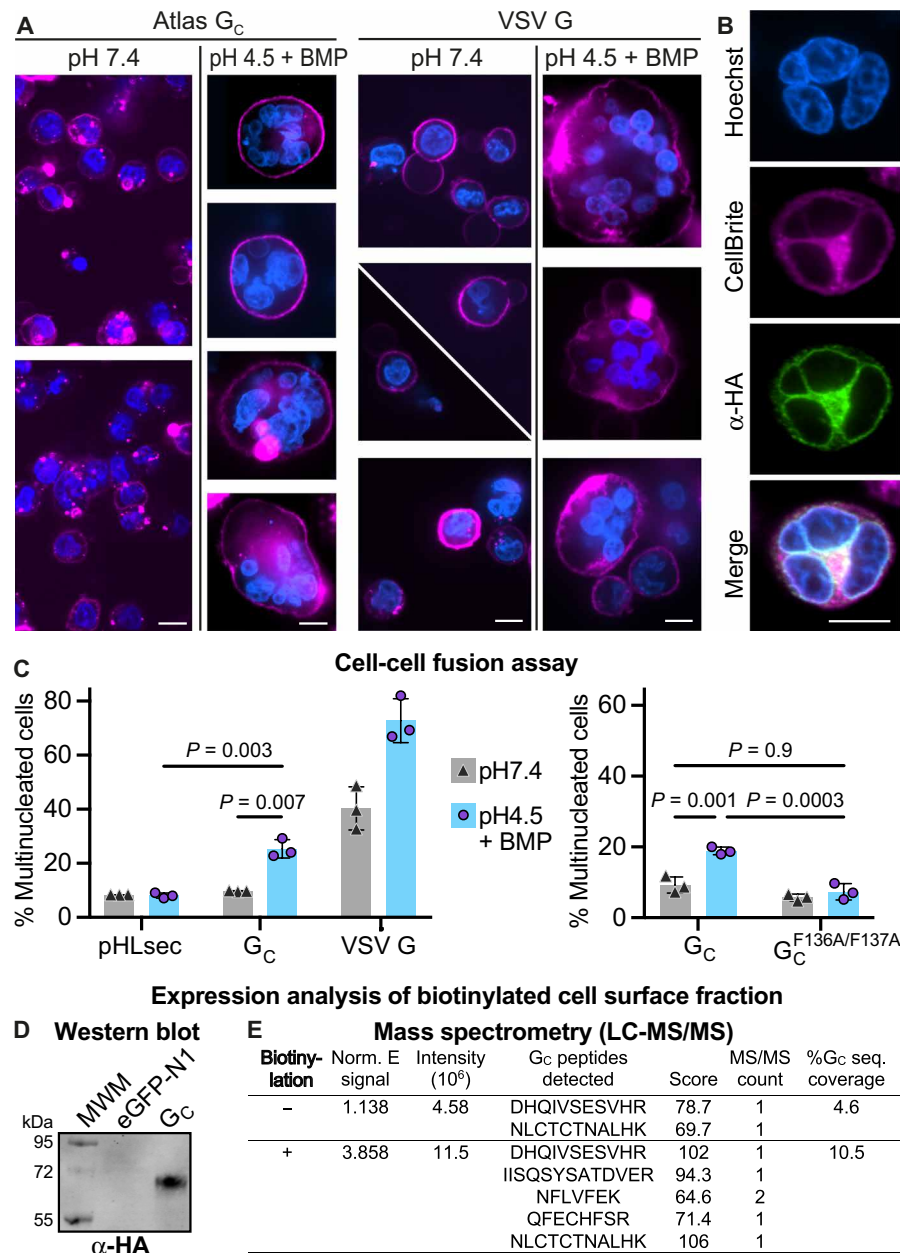 A
Atlas GC
VSV G
pH 7.4
pH 4.5 + BMP
pH 7.4
pH 4.5 + BMP
B
Hoechst
CellBrite
α-HA
Merge
C
Cell-cell fusion assay
% Multinucleated cells
80
60
40
20
0
P = 0.003
P = 0.007
pHLsec
GC
VSV G
pH7.4
pH4.5
+ BMP
% Multinucleated cells
60
40
20
0
P = 0.9
P = 0.001
P = 0.0003
GC
GC F136A/F137A
Expression analysis of biotinylated cell surface fraction
D Western blot
kDa
MWM
eGFP-N1
GC
95
72
55
α-HA
E Mass spectrometry (LC-MS/MS)
Biotiny-lation Norm. E signal Intensity (10⁶) GC peptides detected Score MS/MS count %GC seq. coverage
– 1.138 4.58 DHQIVSESVHR 78.7 1 4.6
NLCTCTNALHK 69.7 1
+ 3.858 11.5 DHQIVSESVHR 102 1 10.5
IISQSYSATDVER 94.3 1
NFLVFEK 64.6 2
QFECHFSR 71.4 1
NLCTCTNALHK 106 1